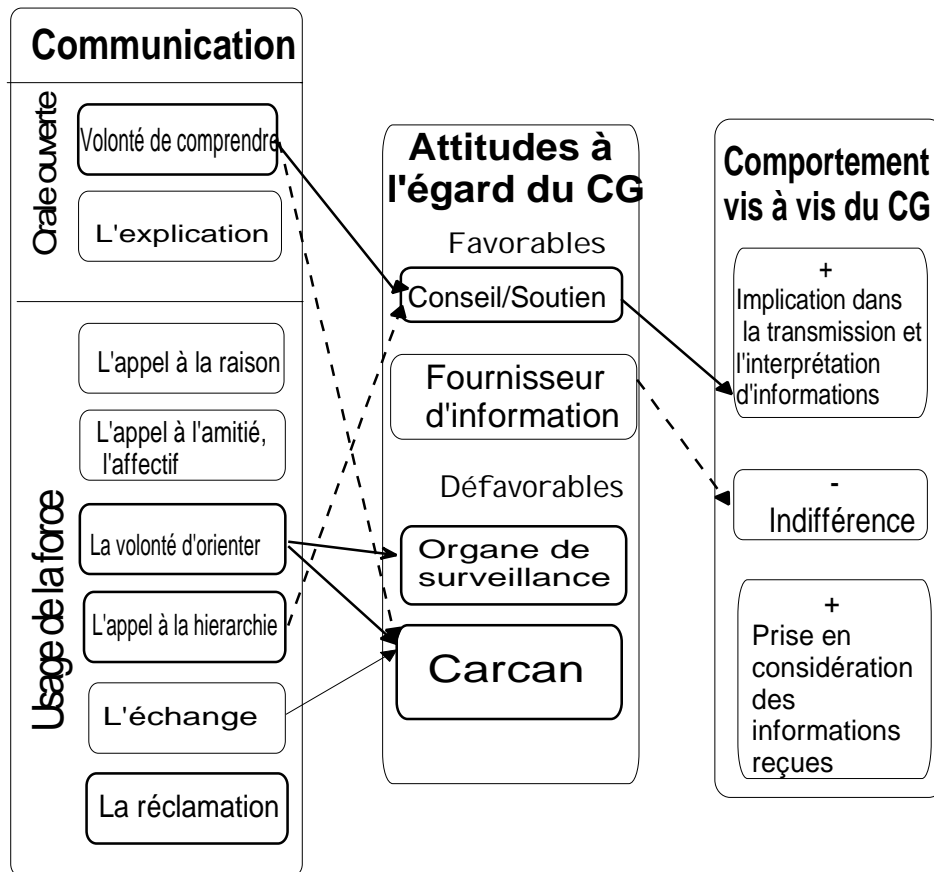 Communication
Orale ouverte
Volonté de comprendre
L'explication
Usage de la force
L'appel à la raison
L'appel à l'amitié,
l'affectif
La volonté d'orienter
L'appel à la hierarchie
L'échange
La réclamation
Attitudes à
l'égard du CG
Favorables
Conseil/Soutien
Fournisseur
d'information
Défavorables
Organe de
surveillance
Carcan
Comportement
vis à vis du CG
+
Implication dans
la transmission et
l'interprétation
d'informations
-
Indifférence
+
Prise en
considération
des
informations
reçues